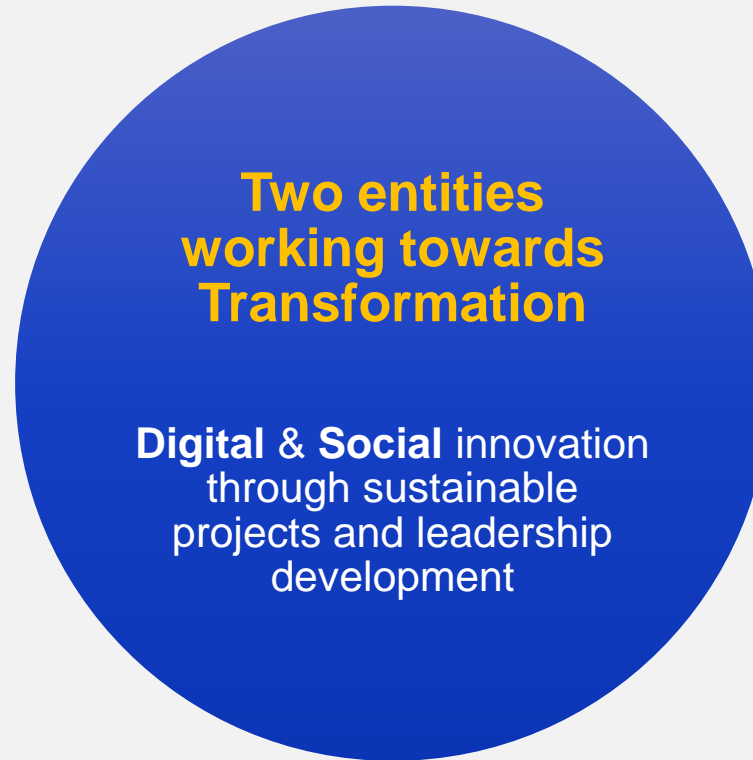 Two entities
working towards
Transformation
Digital & Social innovation
through sustainable
projects and leadership
development